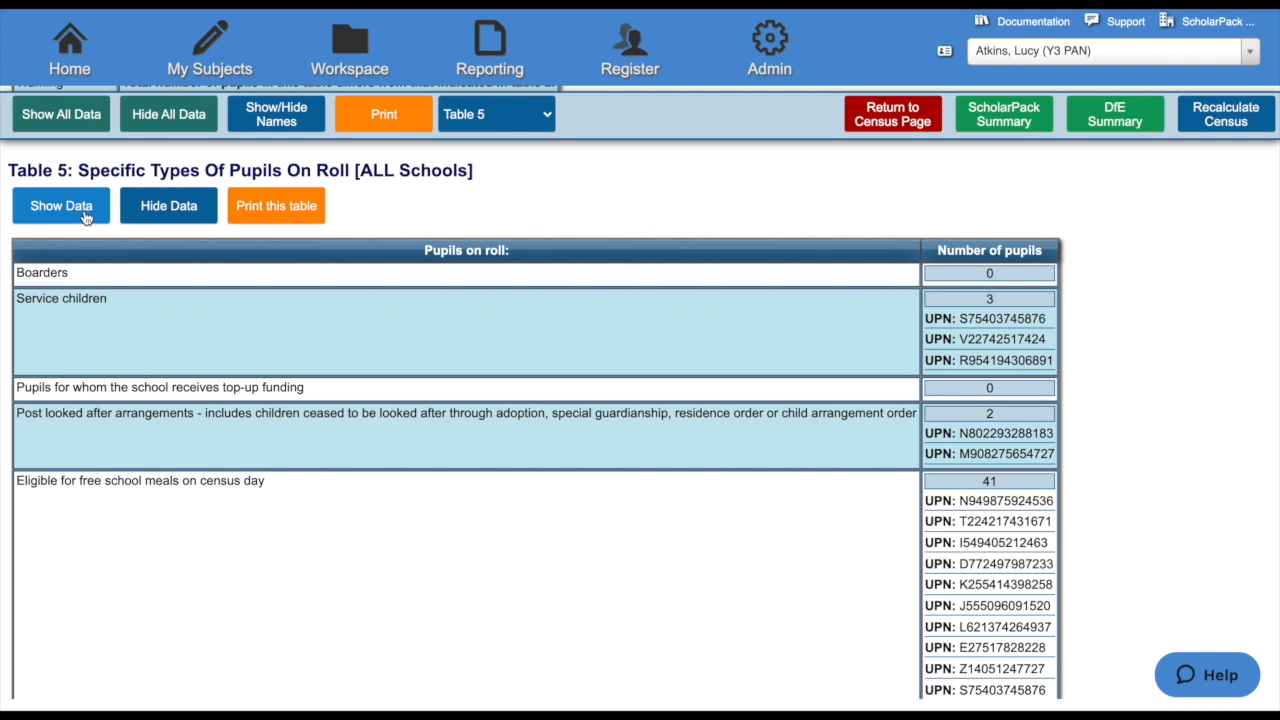 Documentation Support ScholarPack ...
Home My Subjects Workspace Reporting Register Admin
Atkins, Lucy (Y3 PAN)
Show All Data Hide All Data Show/Hide Names Print Table 5 Return to Census Page ScholarPack Summary DfE Summary Recalculate Census
Table 5: Specific Types Of Pupils On Roll [ALL Schools]
Show Data Hide Data Print this table
Pupils on roll: Number of pupils
Boarders 0
Service children 3
UPN: S75403745876
UPN: V22742517424
UPN: R954194306891
Pupils for whom the school receives top-up funding 0
Post looked after arrangements - includes children ceased to be looked after through adoption, special guardianship, residence order or child arrangement order 2
UPN: N802293288183
UPN: M908275654727
Eligible for free school meals on census day 41
UPN: N949875924536
UPN: T224217431671
UPN: I549405212463
UPN: D772497987233
UPN: K255414398258
UPN: J555096091520
UPN: L621374264937
UPN: E27517828228
UPN: Z14051247727
UPN: S75403745876
Help